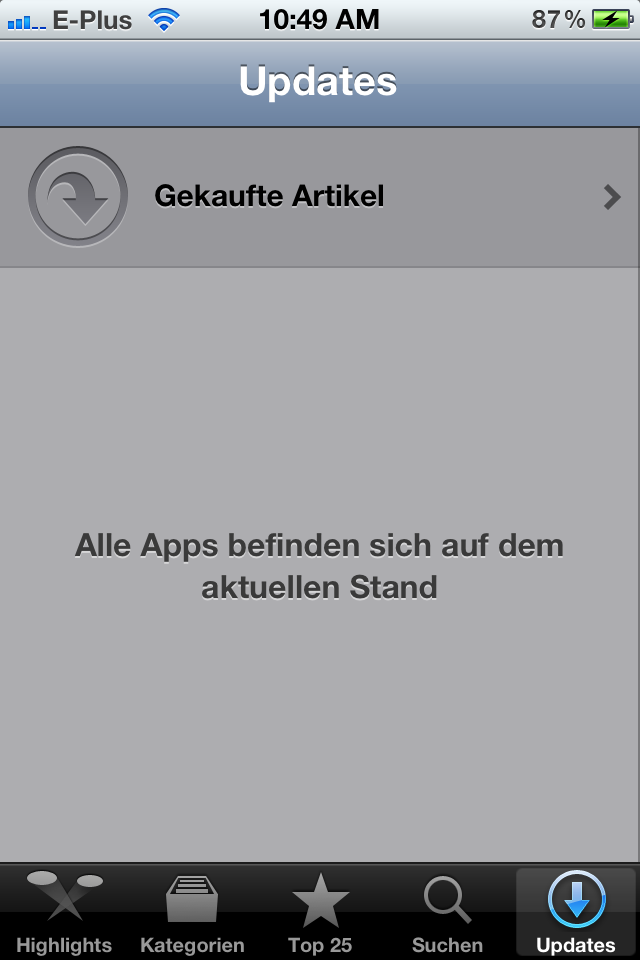 E-Plus 10:49 AM 87%
Updates
Gekaufte Artikel
Alle Apps befinden sich auf dem
aktuellen Stand
Highlights Kategorien Top 25 Suchen Updates